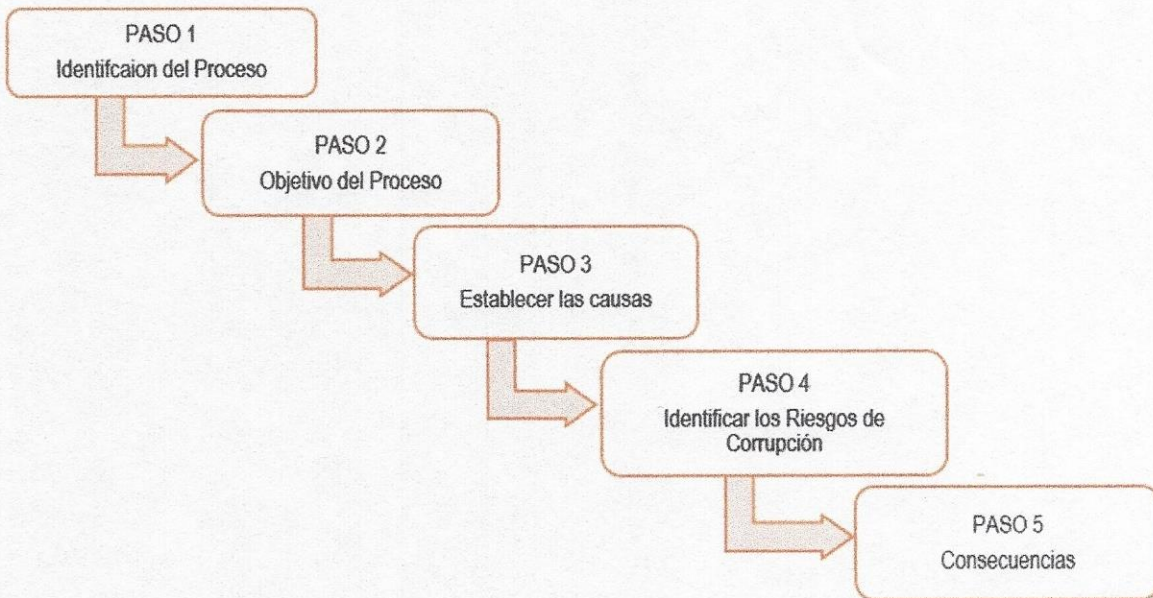 PASO 1
Identifcaion del Proceso
PASO 2
Objetivo del Proceso
PASO 3
Establecer las causas
PASO 4
Identificar los Riesgos de
Corrupción
PASO 5
Consecuencias